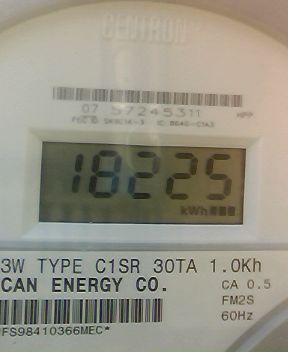 CENTRON
07 57245311
18225
kWh
3W TYPE C1SR 30TA 1.0Kh
CAN ENERGY CO.
CA 0.5
FM2S
60Hz
*FS98410366MEC*